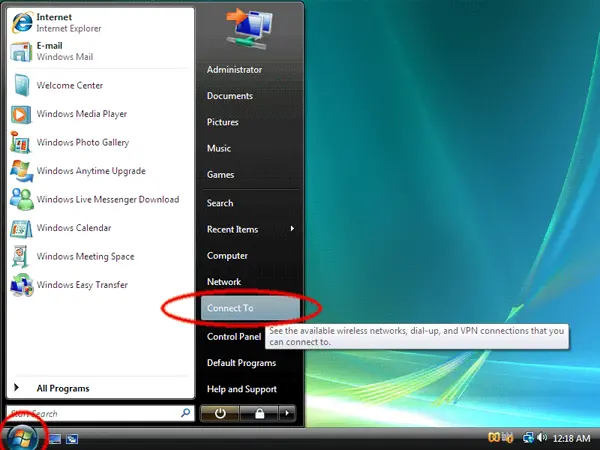 Internet
Internet Explorer
E-mail
Windows Mail
Welcome Center
Windows Media Player
Windows Photo Gallery
Windows Anytime Upgrade
Windows Live Messenger Download
Windows Calendar
Windows Meeting Space
Windows Easy Transfer
All Programs
Start Search
Administrator
Documents
Pictures
Music
Games
Search
Recent Items
Computer
Network
Connect To
See the available wireless networks, dial-up, and VPN connections that you
can connect to.
Control Panel
Default Programs
Help and Support
12:18 AM